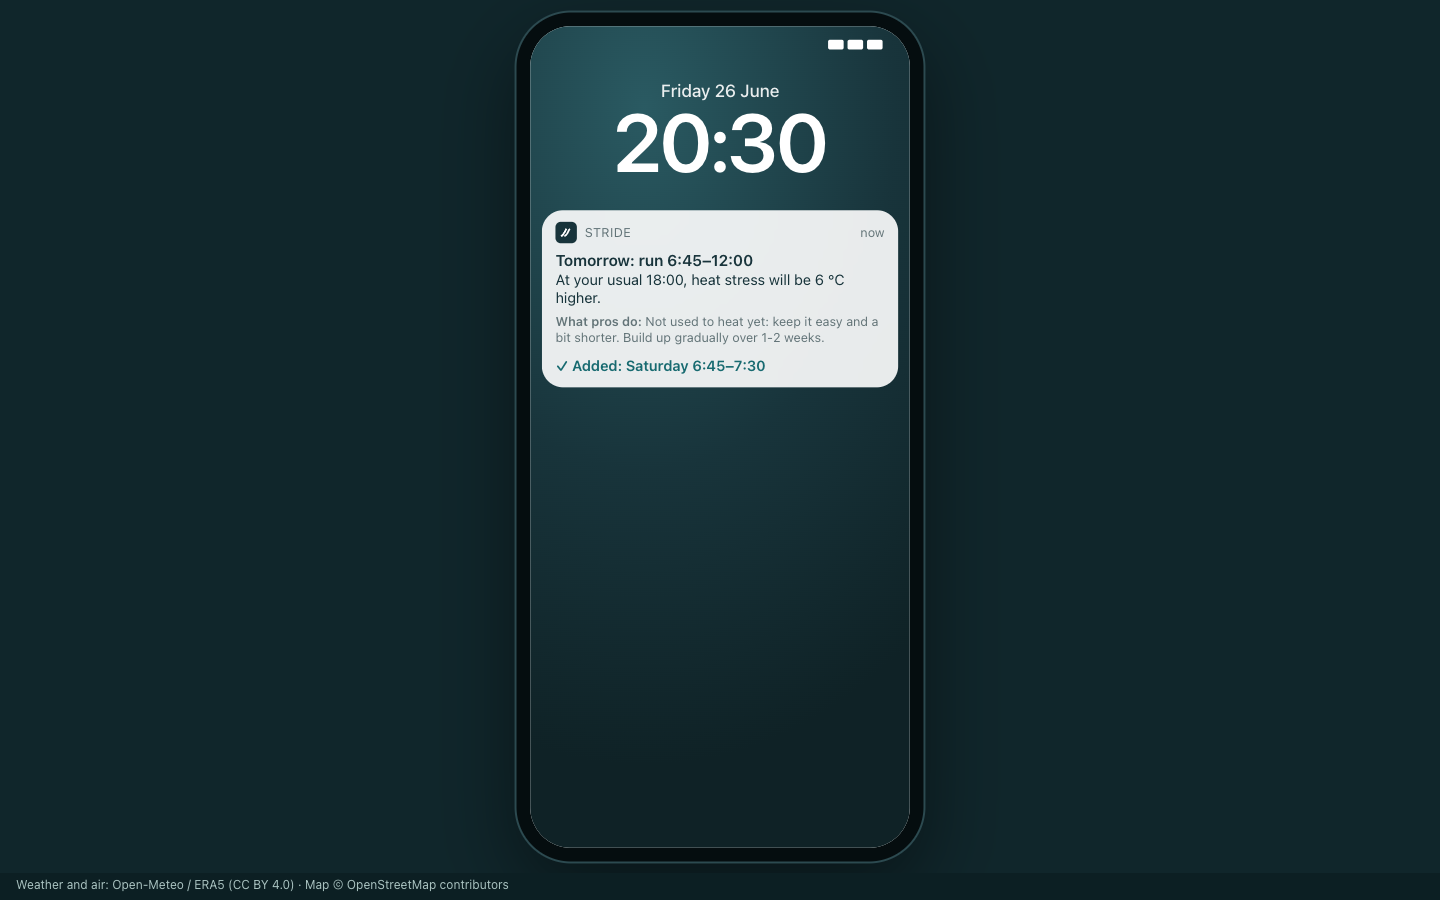 Friday 26 June
20:30
STRIDE
now
Tomorrow: run 6:45–12:00
At your usual 18:00, heat stress will be 6 °C
higher.
What pros do: Not used to heat yet: keep it easy and a
bit shorter. Build up gradually over 1-2 weeks.
✓ Added: Saturday 6:45–7:30
Weather and air: Open-Meteo / ERA5 (CC BY 4.0) · Map © OpenStreetMap contributors